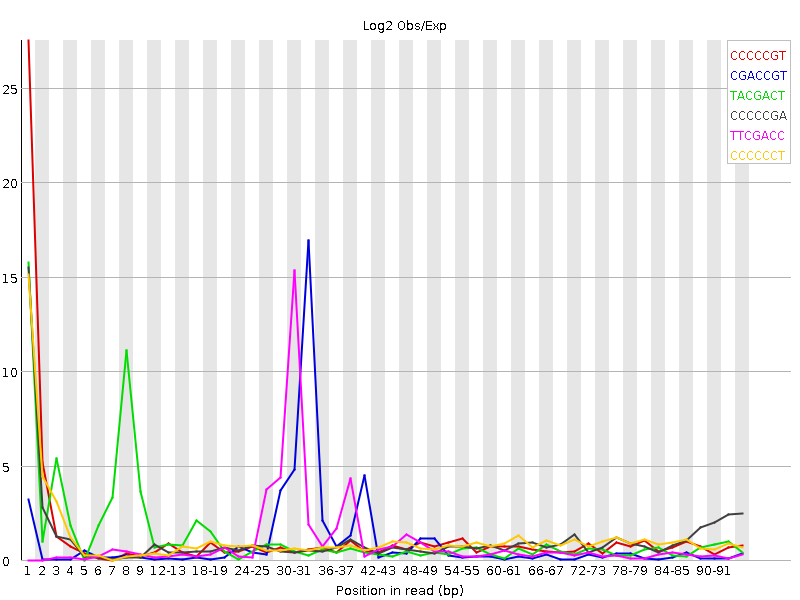 Log2 Obs/Exp
CCCCCGT
CGACCGT
TACGACT
CCCCCGA
TTCGACC
CCCCCCT
25
20
15
10
5
0
1 2 3 4 5 6 7 8 9 12-13 18-19 24-25 30-31 36-37 42-43 48-49 54-55 60-61 66-67 72-73 78-79 84-85 90-91
Position in read (bp)